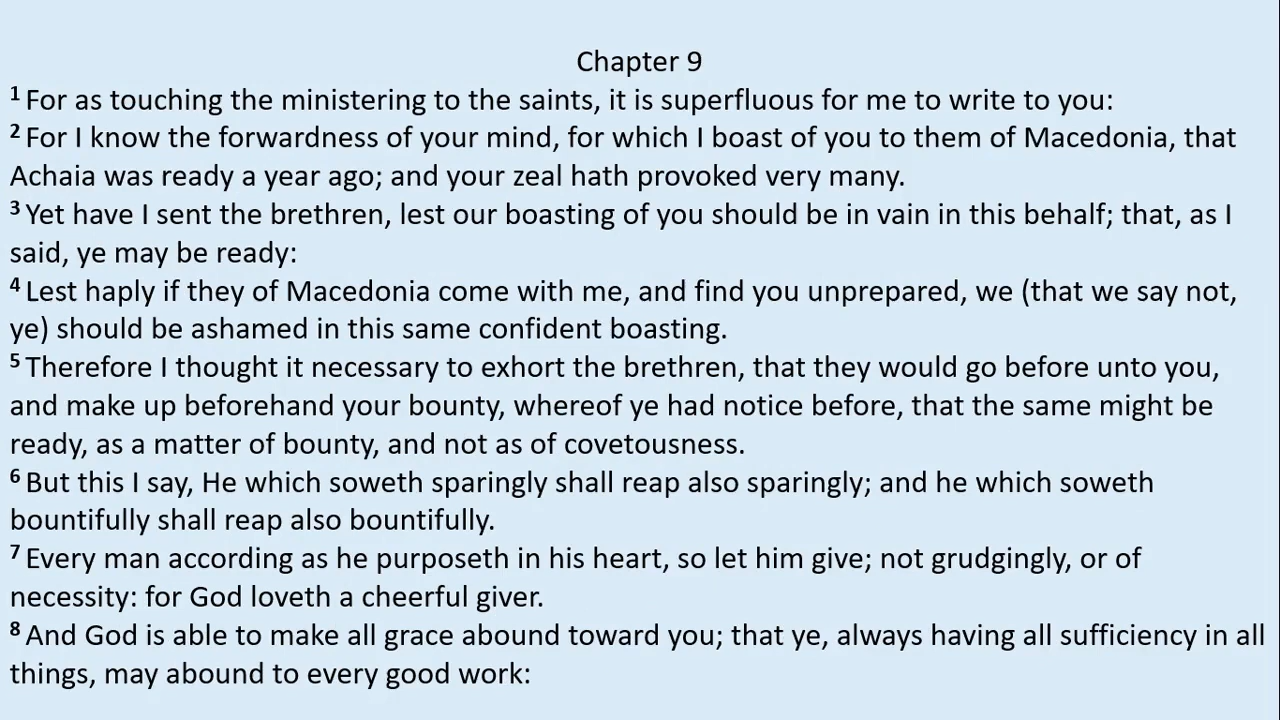 Chapter 9
1 For as touching the ministering to the saints, it is superfluous for me to write to you:
2 For I know the forwardness of your mind, for which I boast of you to them of Macedonia, that
Achaia was ready a year ago; and your zeal hath provoked very many.
3 Yet have I sent the brethren, lest our boasting of you should be in vain in this behalf; that, as I
said, ye may be ready:
4 Lest haply if they of Macedonia come with me, and find you unprepared, we (that we say not,
ye) should be ashamed in this same confident boasting.
5 Therefore I thought it necessary to exhort the brethren, that they would go before unto you,
and make up beforehand your bounty, whereof ye had notice before, that the same might be
ready, as a matter of bounty, and not as of covetousness.
6 But this I say, He which soweth sparingly shall reap also sparingly; and he which soweth
bountifully shall reap also bountifully.
7 Every man according as he purposeth in his heart, so let him give; not grudgingly, or of
necessity: for God loveth a cheerful giver.
8 And God is able to make all grace abound toward you; that ye, always having all sufficiency in all
things, may abound to every good work: